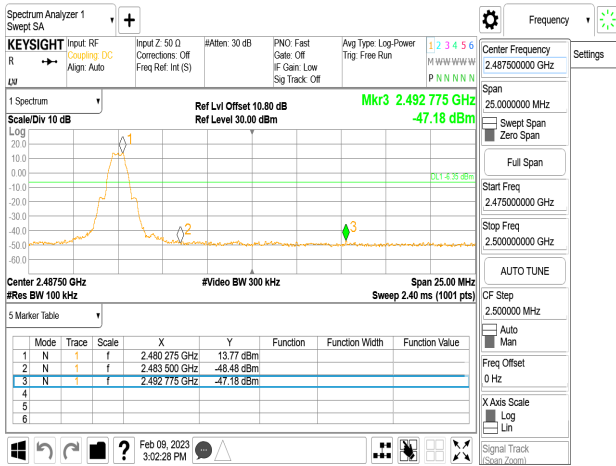 Spectrum Analyzer 1
Swept SA
Frequency
KEYSIGHT
R
Input: RF
Coupling: DC
Align: Auto
Input Z: 50 Ω
Corrections: Off
Freq Ref: Int (S)
#Atten: 30 dB
PNO: Fast
Gate: Off
IF Gain: Low
Sig Track: Off
Avg Type: Log-Power
Trig: Free Run
1 2 3 4 5 6
M W W W W W
P N N N N N
1 Spectrum
Scale/Div 10 dB
Ref Lvl Offset 10.80 dB
Ref Level 30.00 dBm
Mkr3 2.492 775 GHz
-47.18 dBm
Log
20.0
10.0
0.00
-10.0
-20.0
-30.0
-40.0
-50.0
-60.0
1
2
3
DL1 -6.35 dBm
Center 2.48750 GHz
#Video BW 300 kHz
Span 25.00 MHz
#Res BW 100 kHz
Sweep 2.40 ms (1001 pts)
5 Marker Table
Mode Trace Scale X Y Function Function Width Function Value
1 N 1 f 2.480 275 GHz 13.77 dBm
2 N 1 f 2.483 500 GHz -48.48 dBm
3 N 1 f 2.492 775 GHz -47.18 dBm
4
5
6
Feb 09, 2023
3:02:28 PM
Settings
Center Frequency
2.487500000 GHz
Span
25.0000000 MHz
Swept Span
Zero Span
Full Span
Start Freq
2.475000000 GHz
Stop Freq
2.500000000 GHz
AUTO TUNE
CF Step
2.500000 MHz
Auto
Man
Freq Offset
0 Hz
X Axis Scale
Log
Lin
Signal Track
(Span Zoom)